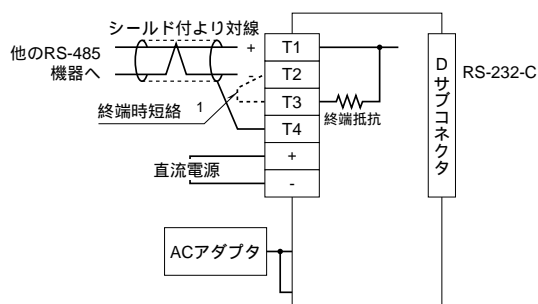 シールド付より対線
他のRS-485
機器へ
+
-
終端時短絡
1
T1
T2
T3
T4
+
-
終端抵抗
直流電源
Dサブコネクタ
RS-232-C
ACアダプタ